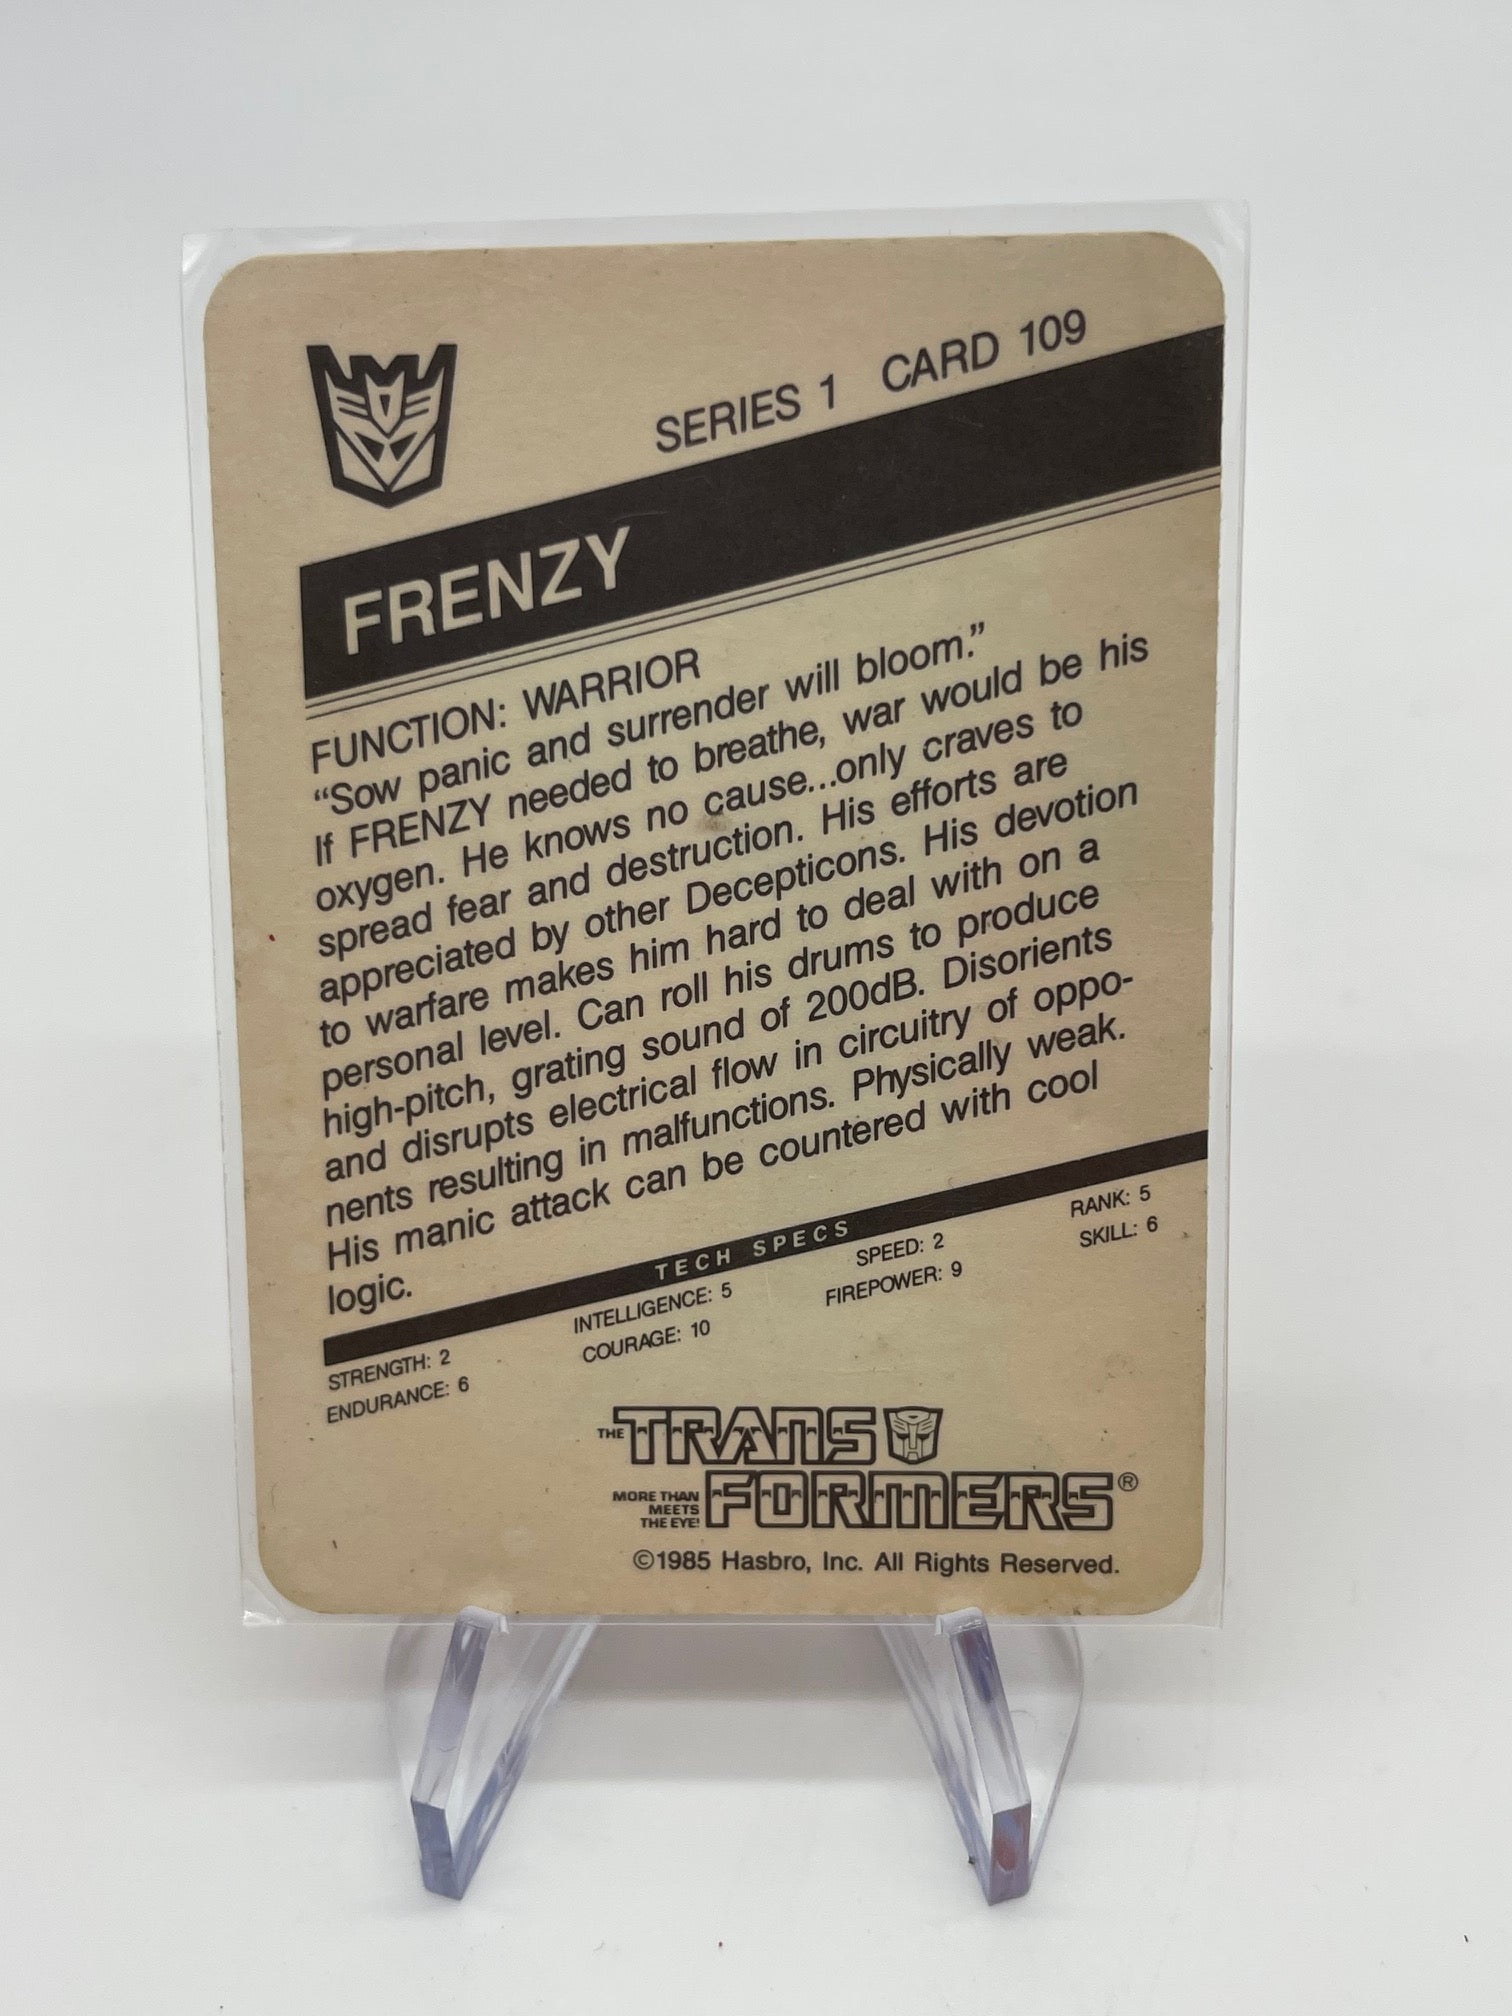 SERIES 1 CARD 109
FRENZY
FUNCTION: WARRIOR
“Sow panic and surrender will bloom.”
If FRENZY needed to breathe, war would be his
oxygen. He knows no cause...only craves to
spread fear and destruction. His efforts are
appreciated by other Decepticons. His devotion
to warfare makes him hard to deal with on a
personal level. Can roll his drums to produce
high-pitch, grating sound of 200dB. Disorients
and disrupts electrical flow in circuitry of oppo-
nents resulting in malfunctions. Physically weak.
His manic attack can be countered with cool
logic.
TECH SPECS
STRENGTH: 2 INTELLIGENCE: 5 SPEED: 2 RANK: 5
ENDURANCE: 6 COURAGE: 10 FIREPOWER: 9 SKILL: 6
THE TRANS
MORE THAN
MEETS
THE EYE!
FORMERS®
©1985 Hasbro, Inc. All Rights Reserved.